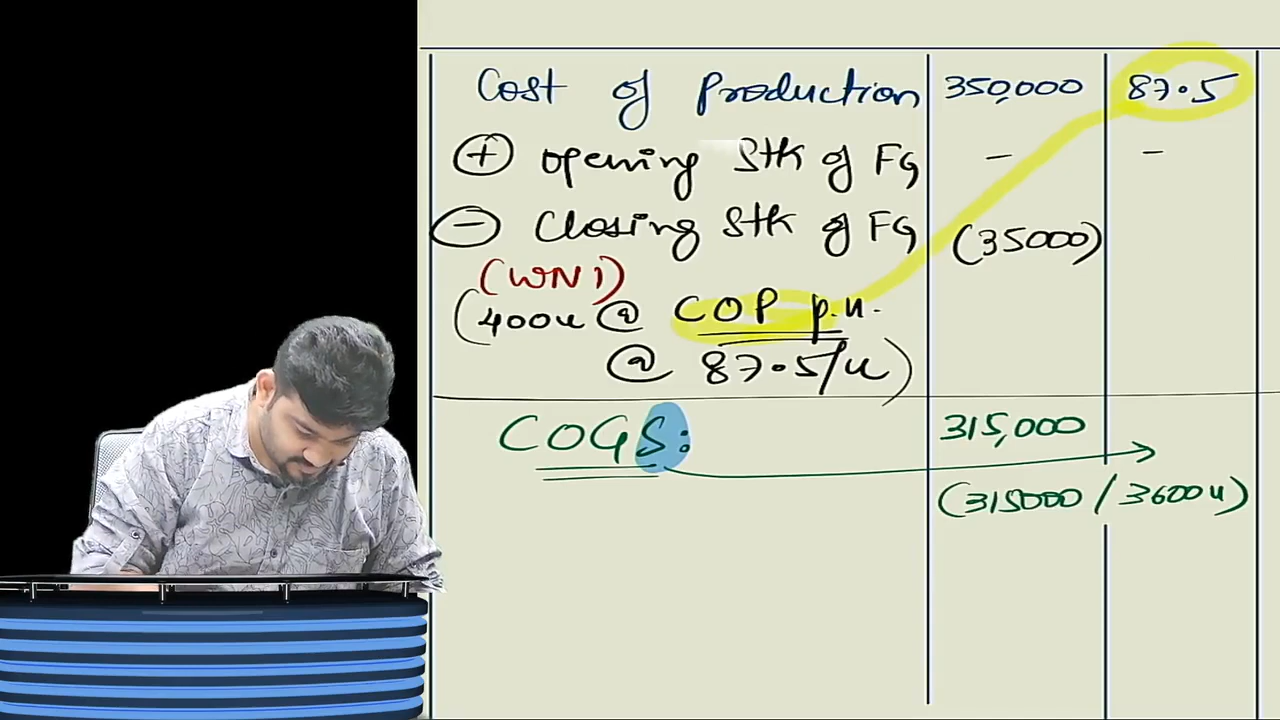 Cost of Production 350,000 87.5
(+) Opening Stk of FG - -
(-) Closing Stk of FG (35000)
(WN1)
(400u @ COP p.u.
@ 87.5/u)
COGS: 315,000
(315000 / 3600u)